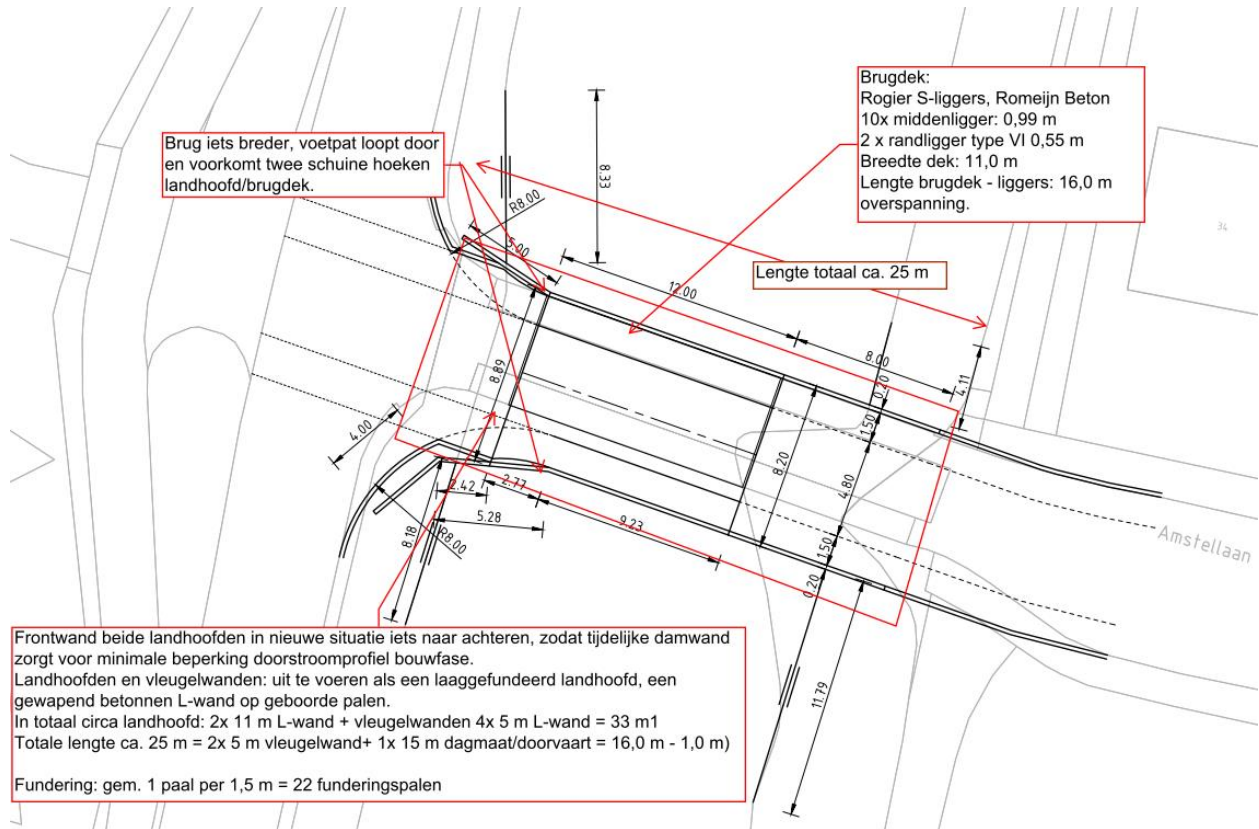 Brug iets breder, voetpat loopt door
en voorkomt twee schuine hoeken
landhoofd/brugdek.
Brugdek:
Rogier S-liggers, Romeijn Beton
10x middenligger: 0,99 m
2 x randligger type VI 0,55 m
Breedte dek: 11,0 m
Lengte brugdek - liggers: 16,0 m
overspanning.
34
8.33
R8.00
5.00
Lengte totaal ca. 25 m
12.00
8.00
0.20
4.11
1.50
8.89
8.20
4.80
4.00
2.42
2.77
5.28
9.23
8.18
R8.00
1.50
0.20
11.79
Amstellaan
Frontwand beide landhoofden in nieuwe situatie iets naar achteren, zodat tijdelijke damwand
zorgt voor minimale beperking doorstroomprofiel bouwfase.
Landhoofden en vleugelwanden: uit te voeren als een laaggefundeerd landhoofd, een
gewapend betonnen L-wand op geboorde palen.
In totaal circa landhoofd: 2x 11 m L-wand + vleugelwanden 4x 5 m L-wand = 33 m1
Totale lengte ca. 25 m = 2x 5 m vleugelwand+ 1x 15 m dagmaat/doorvaart = 16,0 m - 1,0 m)
Fundering: gem. 1 paal per 1,5 m = 22 funderingspalen